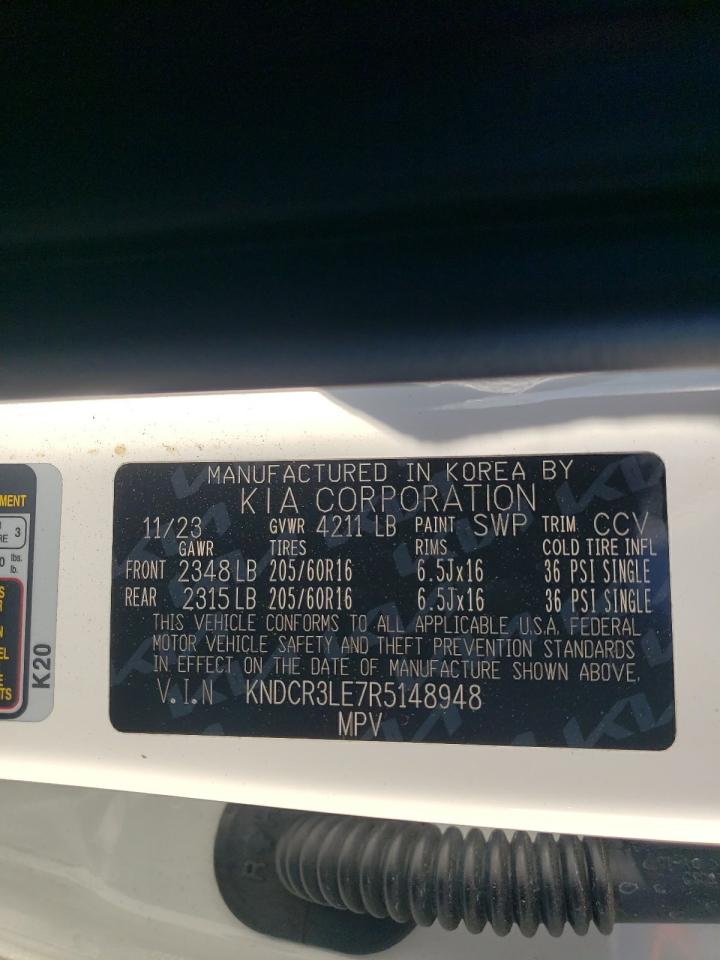 MANUFACTURED IN KOREA BY
KIA CORPORATION
11/23 GVWR 4211 LB PAINT SWP TRIM CCV
GAWR TIRES RIMS COLD TIRE INFL
FRONT 2348 LB 205/60R16 6.5Jx16 36 PSI SINGLE
REAR 2315 LB 205/60R16 6.5Jx16 36 PSI SINGLE
THIS VEHICLE CONFORMS TO ALL APPLICABLE U.S.A. FEDERAL
MOTOR VEHICLE SAFETY AND THEFT PREVENTION STANDARDS
IN EFFECT ON THE DATE OF MANUFACTURE SHOWN ABOVE.
V.I.N KNDCR3LE7R5148948
MPV
3
lbs.
lb.
K20